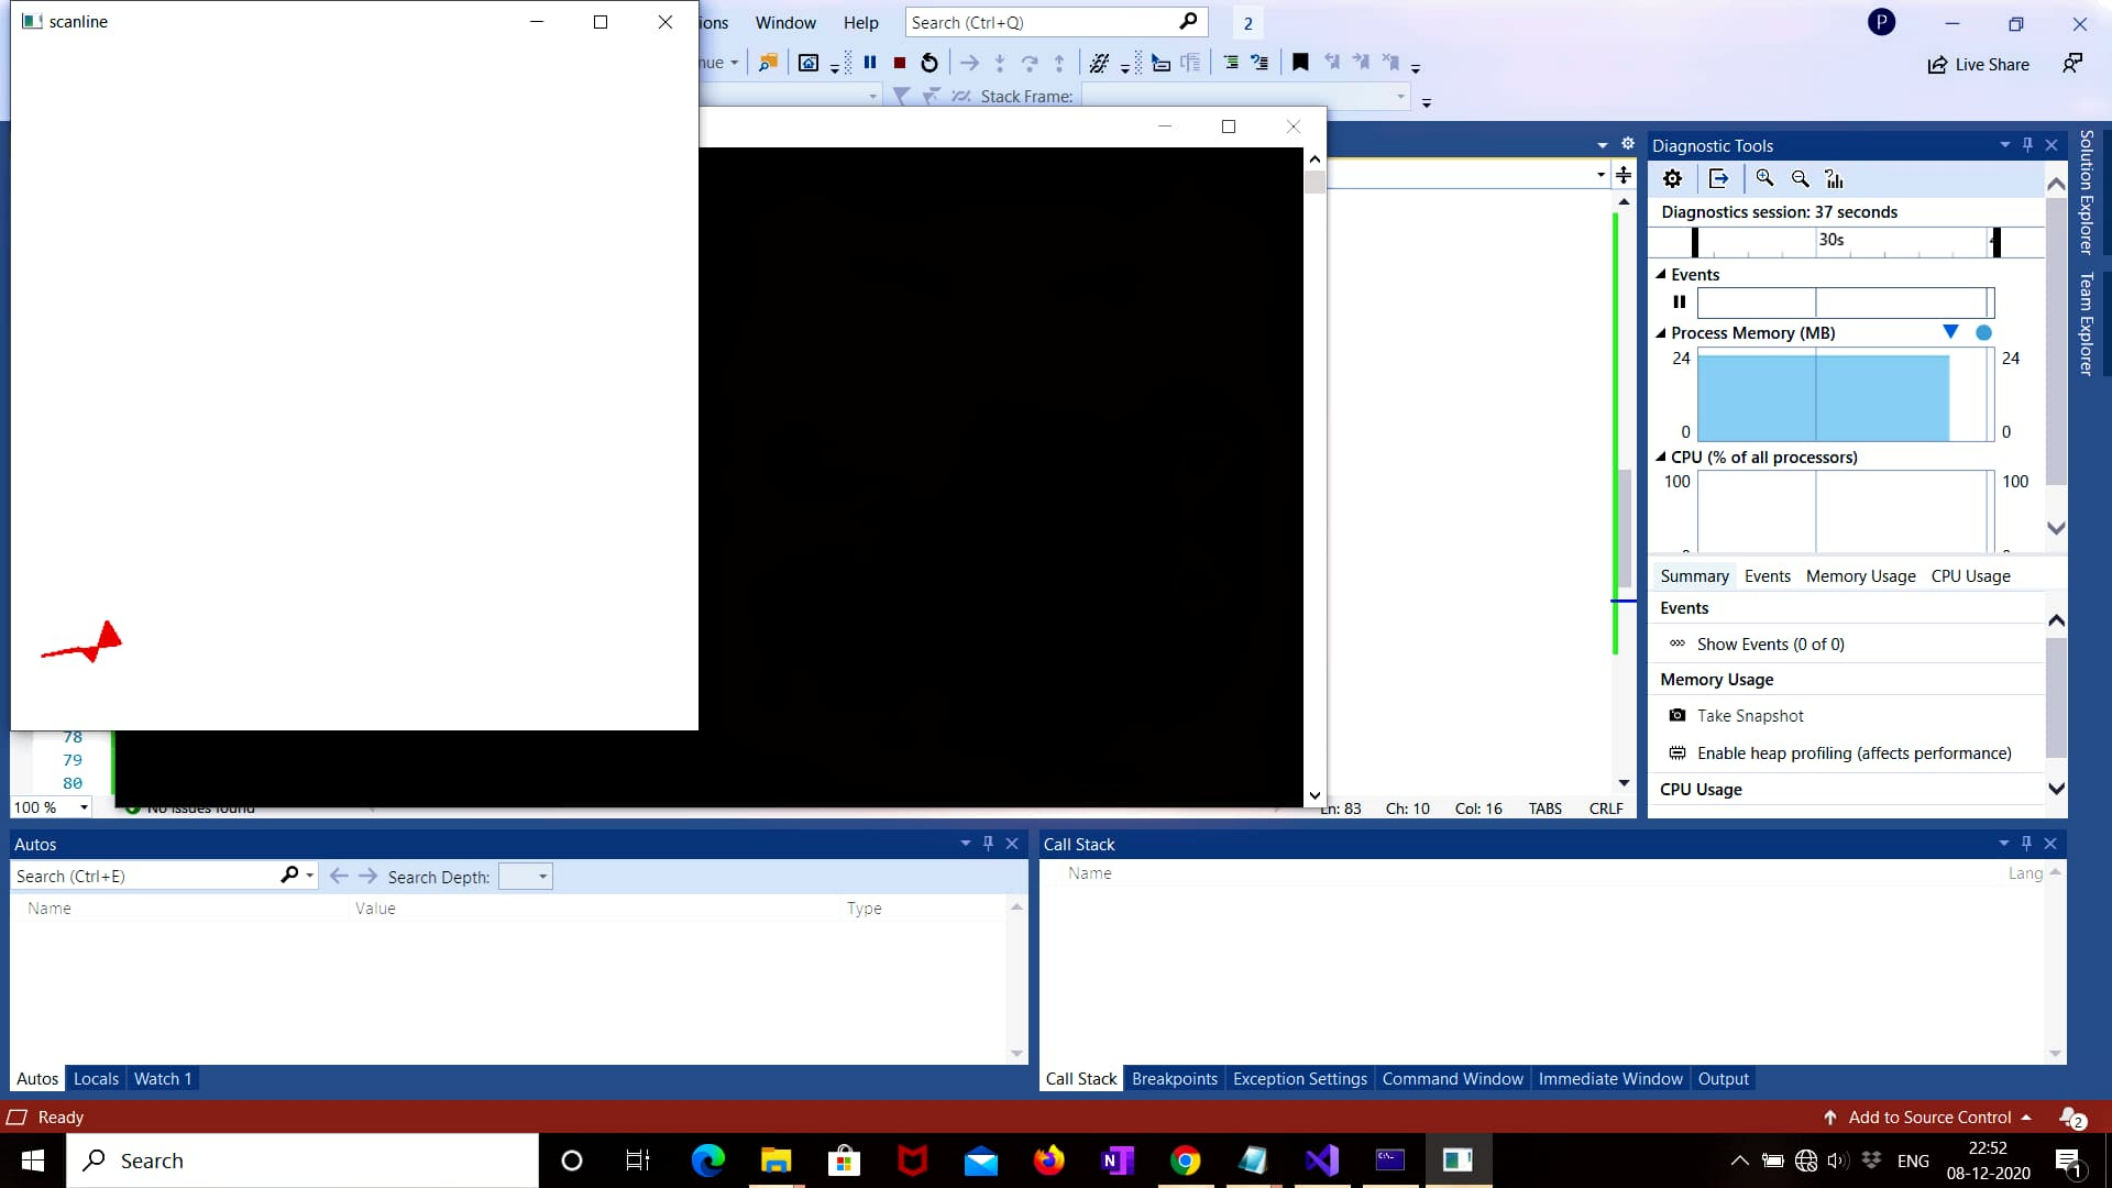 scanline
ions Window Help Search (Ctrl+Q) 2
P
nue
Live Share
Stack Frame:
Diagnostic Tools
Diagnostics session: 37 seconds
30s
Events
Process Memory (MB)
24 24
0 0
CPU (% of all processors)
100 100
Summary Events Memory Usage CPU Usage
Events
Show Events (0 of 0)
Memory Usage
Take Snapshot
Enable heap profiling (affects performance)
CPU Usage
Solution Explorer
Team Explorer
78
79
80
100 % No issues found Ln: 83 Ch: 10 Col: 16 TABS CRLF
Autos
Search (Ctrl+E) Search Depth:
Name Value Type
Autos Locals Watch 1
Call Stack
Name Lang
Call Stack Breakpoints Exception Settings Command Window Immediate Window Output
Ready Add to Source Control 2
Search
ENG
22:52
08-12-2020
1